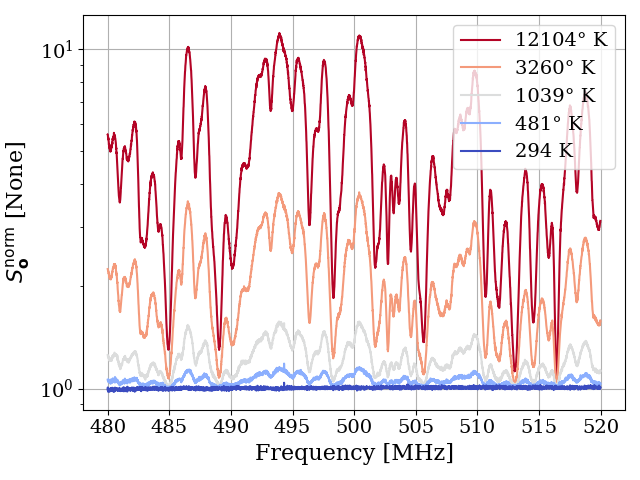 12104° K
3260° K
1039° K
481° K
294 K
10¹
10⁰
S_o^norm [None]
480 485 490 495 500 505 510 515 520
Frequency [MHz]